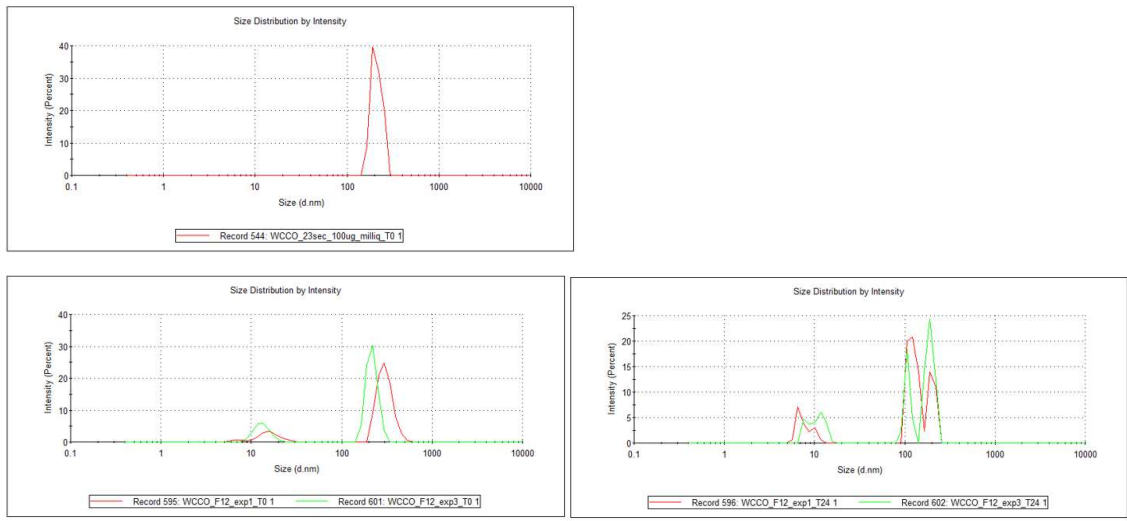 Size Distribution by Intensity
Intensity (Percent)
40
30
20
10
0
0.1 1 10 100 1000 10000
Size (d.nm)
Record 544: WCCO_23sec_100ug_milliq_T0 1
Size Distribution by Intensity
Intensity (Percent)
40
30
20
10
0
0.1 1 10 100 1000 10000
Size (d.nm)
Record 595: WCCO_F12_exp1_T0 1 Record 601: WCCO_F12_exp3_T0 1
Size Distribution by Intensity
Intensity (Percent)
25
20
15
10
5
0
0.1 1 10 100 1000 10000
Size (d.nm)
Record 596: WCCO_F12_exp1_T24 1 Record 602: WCCO_F12_exp3_T24 1